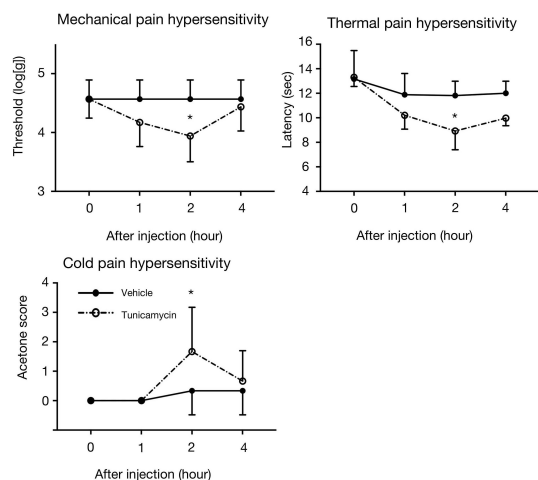 Mechanical pain hypersensitivity
Threshold (log[g])
5
4
3
0 1 2 4
*
After injection (hour)
Thermal pain hypersensitivity
Latency (sec)
16
14
12
10
8
6
4
0 1 2 4
*
After injection (hour)
Cold pain hypersensitivity
Acetone score
4
3
2
1
0
Vehicle
Tunicamycin
*
0 1 2 4
After injection (hour)